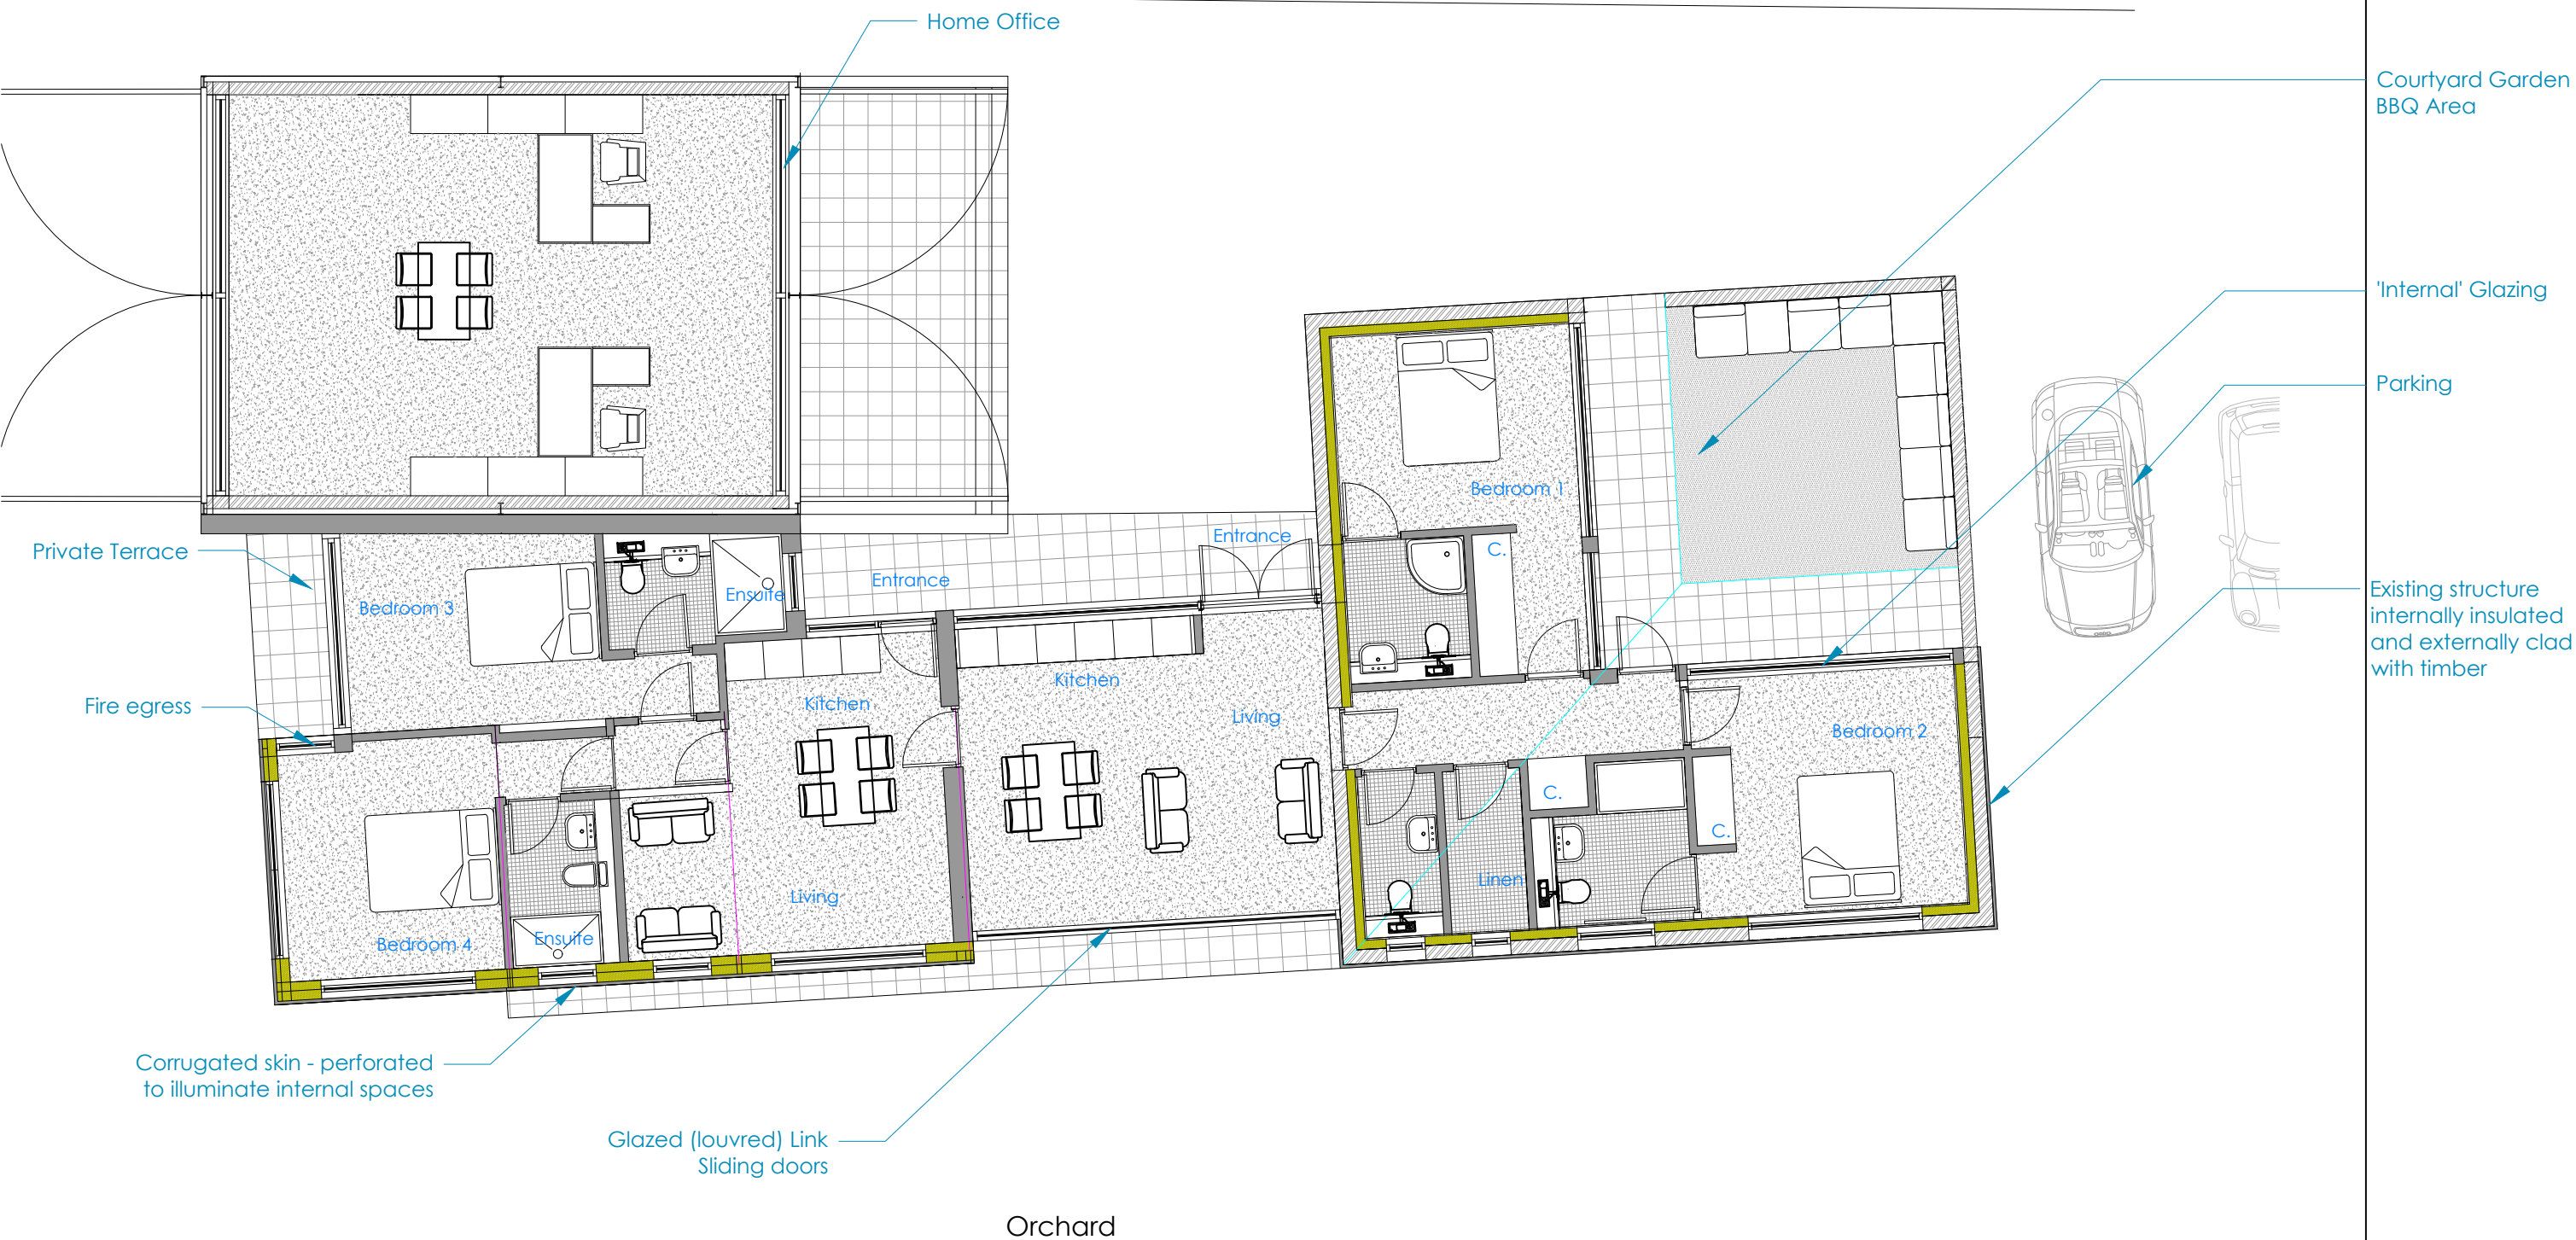 Home Office
Courtyard Garden
BBQ Area
'Internal' Glazing
Parking
Existing structure
internally insulated
and externally clad
with timber
Private Terrace
Fire egress
Corrugated skin - perforated
to illuminate internal spaces
Glazed (louvred) Link
Sliding doors
Bedroom 1
C.
Entrance
Entrance
Ensuite
Bedroom 3
Kitchen
Kitchen
Living
Bedroom 2
C.
C.
Linen
Living
Bedroom 4
Ensuite
Orchard